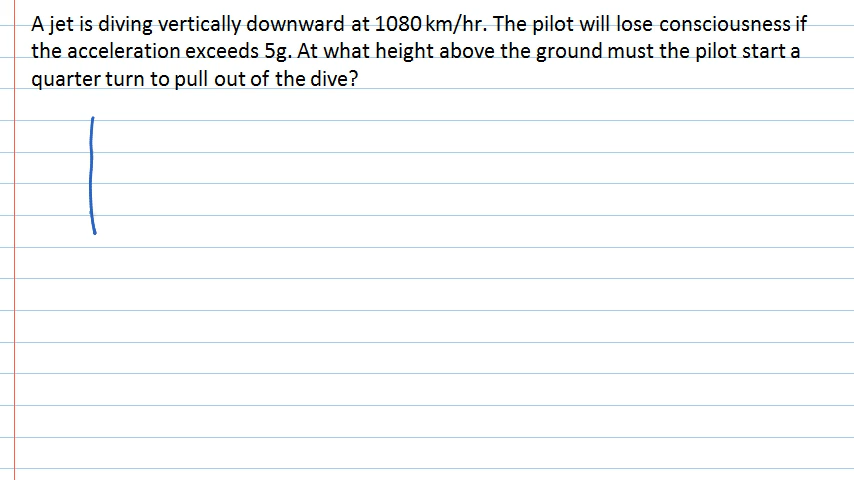 A jet is diving vertically downward at 1080 km/hr. The pilot will lose consciousness if
the acceleration exceeds 5g. At what height above the ground must the pilot start a
quarter turn to pull out of the dive?